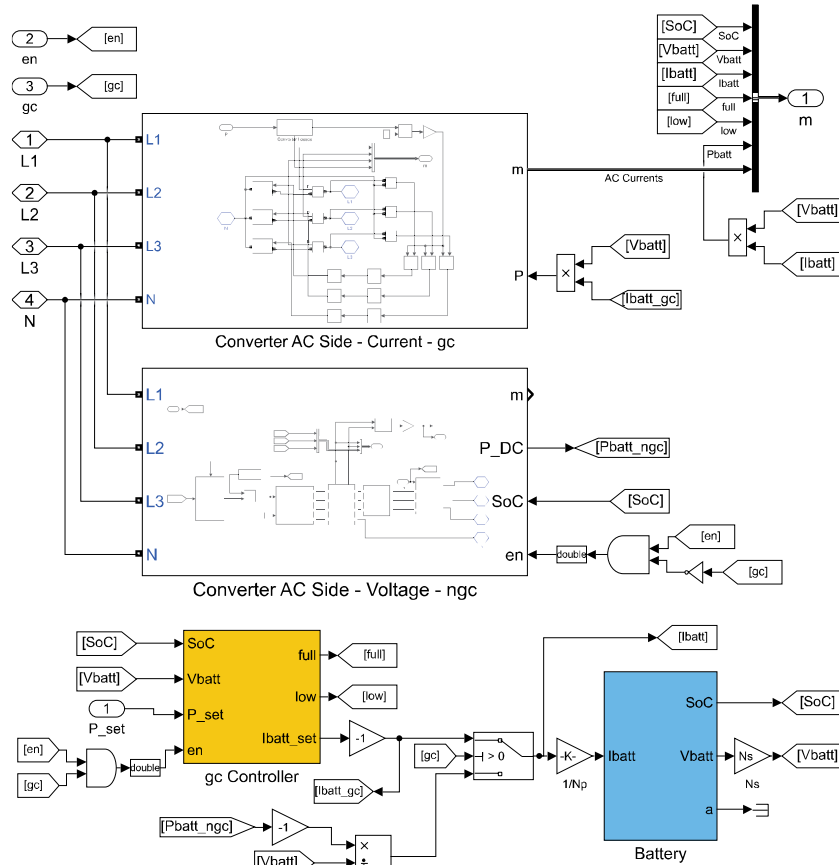 2
en
[en]
3
gc
[gc]
1
L1
2
L2
3
L3
4
N
[SoC]
SoC
[Vbatt]
Vbatt
[Ibatt]
Ibatt
[full]
full
[low]
low
Pbatt
1
m
L1
L2
L3
N
m
P
AC Currents
[Vbatt]
×
[Ibatt]
[Vbatt]
×
[Ibatt_gc]
Converter AC Side - Current - gc
L1
L2
L3
N
m
P_DC
SoC
en
[Pbatt_ngc]
[SoC]
double
[en]
[gc]
Converter AC Side - Voltage - ngc
[SoC]
[Vbatt]
1
P_set
[en]
[gc]
double
SoC
Vbatt
P_set
en
full
low
Ibatt_set
gc Controller
[full]
[low]
-1
[Ibatt_gc]
[gc]
> 0
[Ibatt]
-K-
1/Np
Ibatt
SoC
Vbatt
a
Battery
[SoC]
Ns
Ns
[Vbatt]
[Pbatt_ngc]
-1
[Vbatt]
×
÷